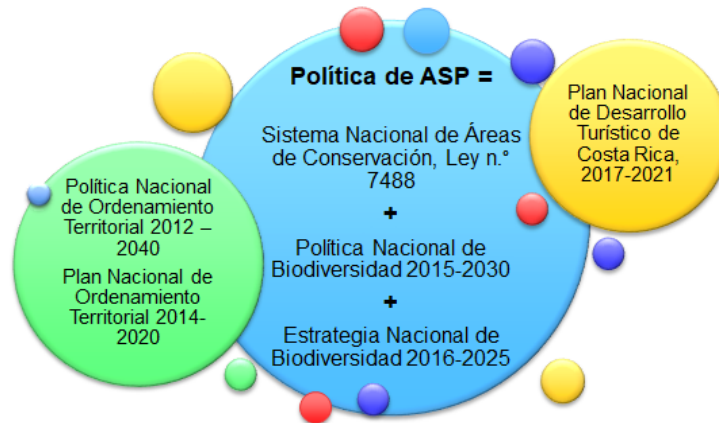 Política de ASP =
Sistema Nacional de Áreas
de Conservación, Ley n.°
7488
+
Política Nacional de
Biodiversidad 2015-2030
+
Estrategia Nacional de
Biodiversidad 2016-2025
Política Nacional
de Ordenamiento
Territorial 2012 –
2040
Plan Nacional de
Ordenamiento
Territorial 2014-
2020
Plan Nacional
de Desarrollo
Turístico de
Costa Rica,
2017-2021